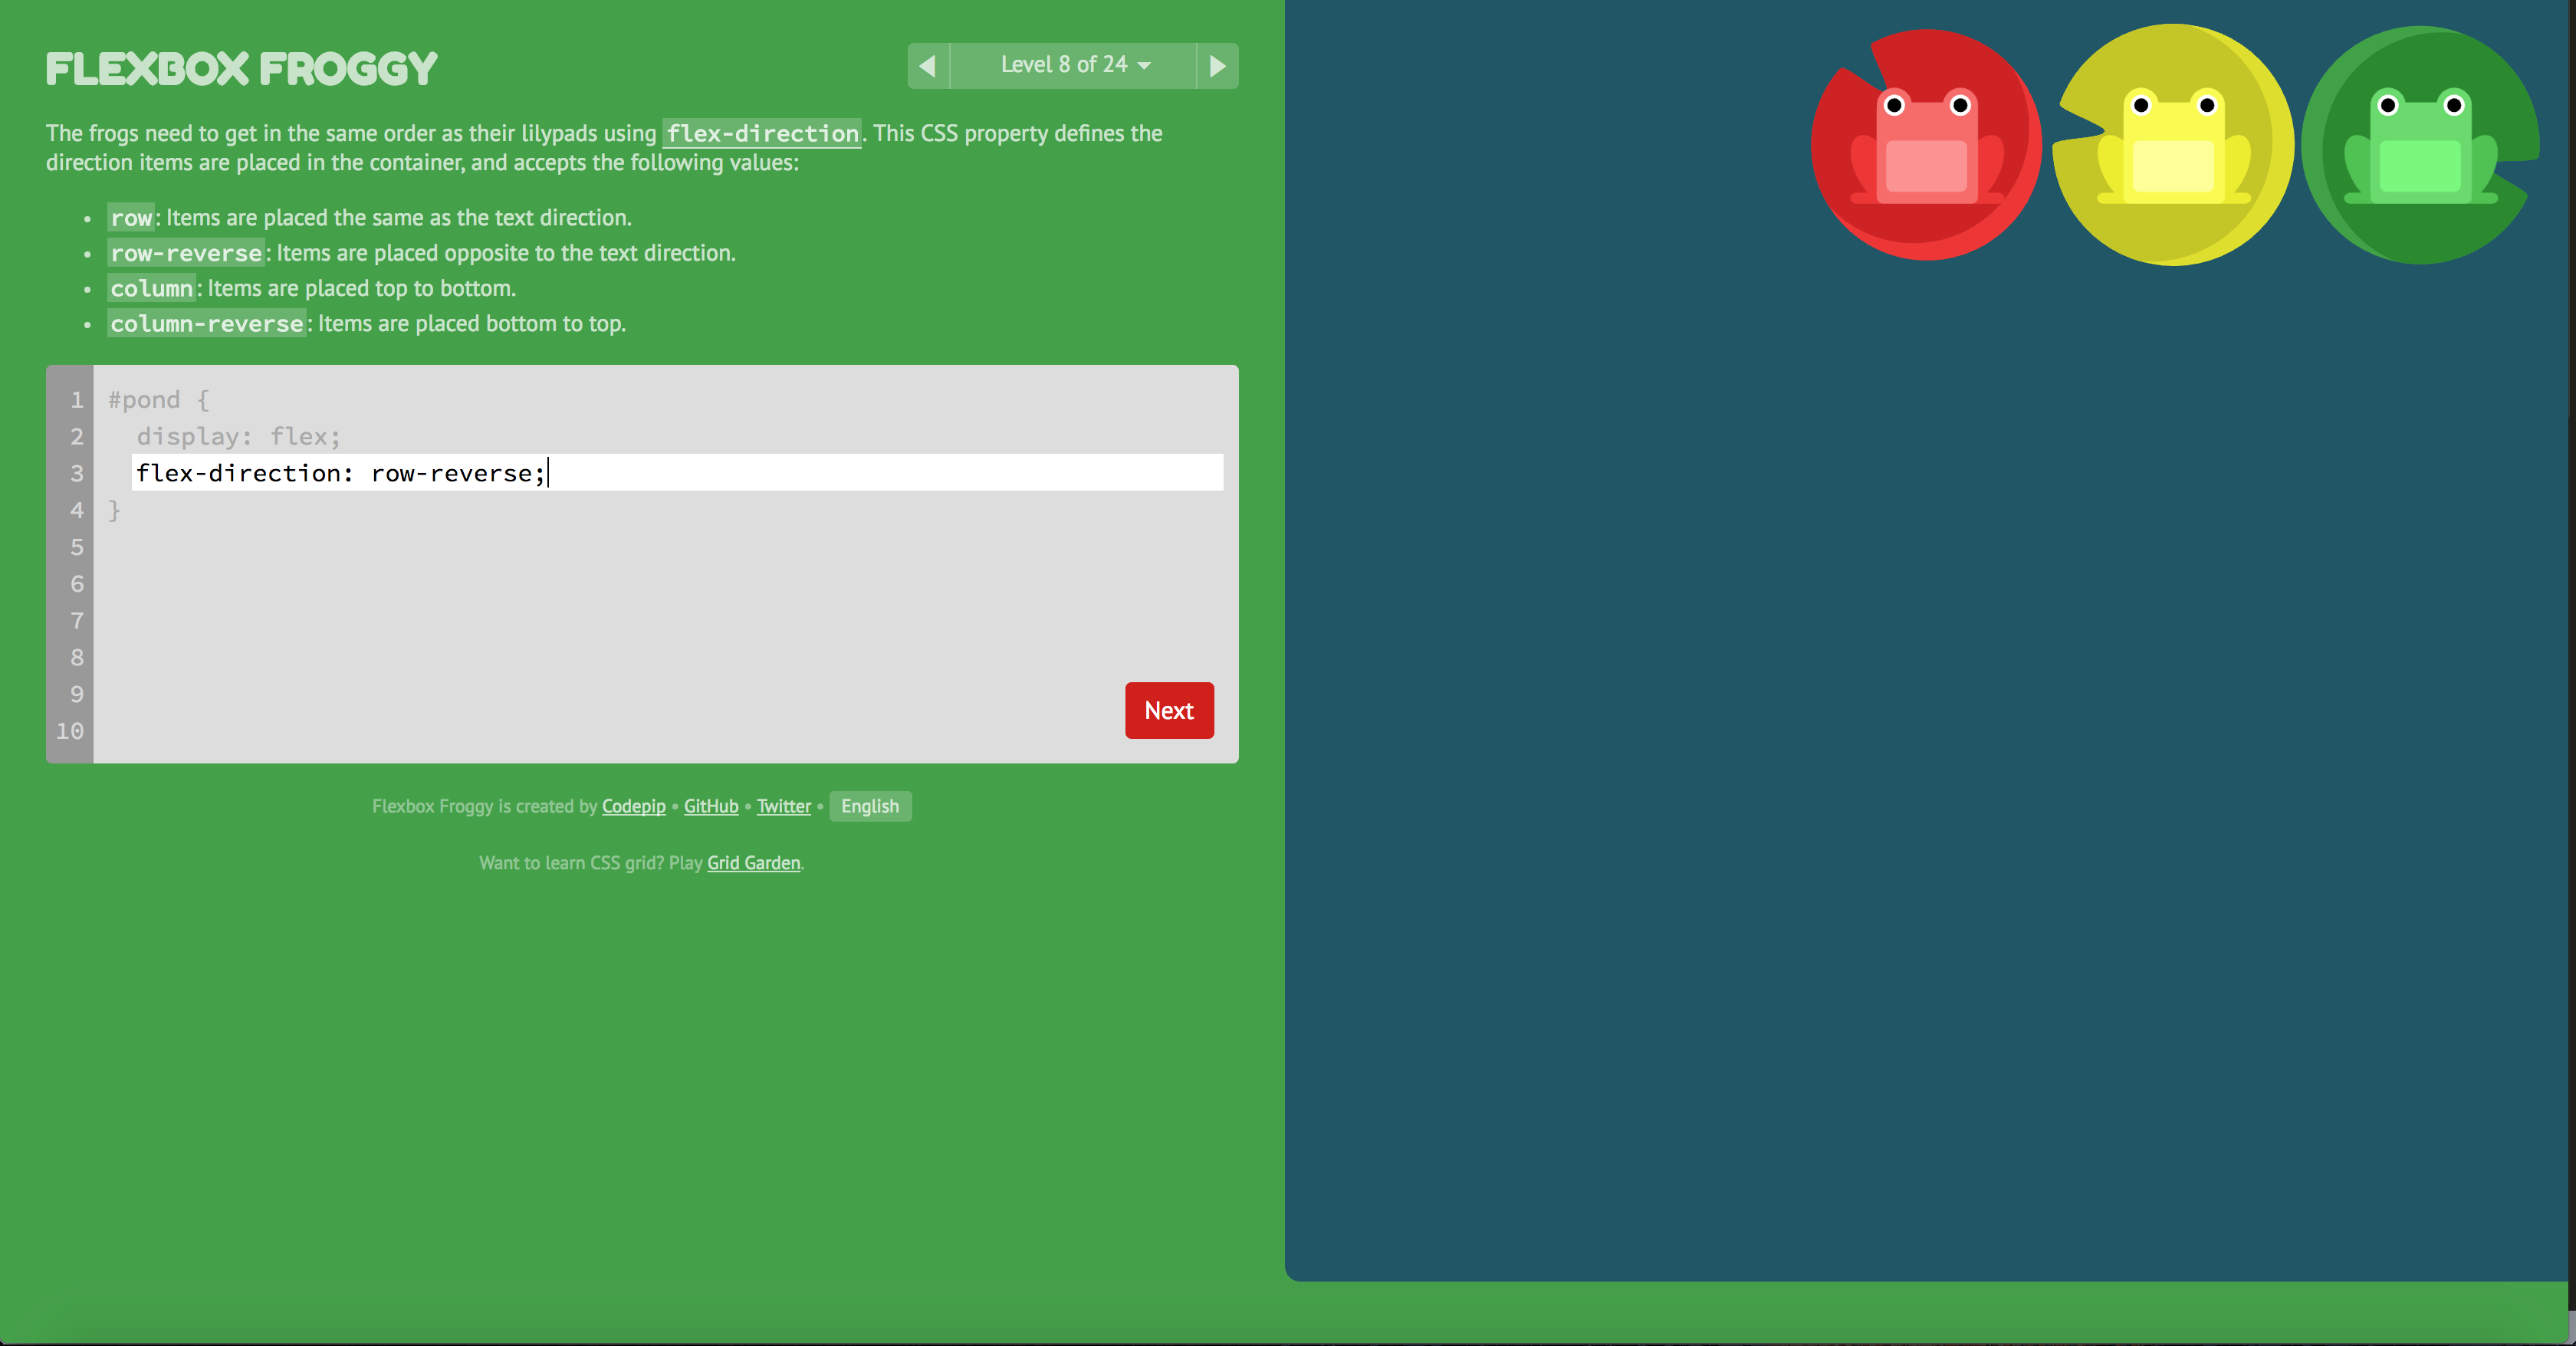 FLEXBOX FROGGY
Level 8 of 24
The frogs need to get in the same order as their lilypads using flex-direction. This CSS property defines the
direction items are placed in the container, and accepts the following values:
• row: Items are placed the same as the text direction.
• row-reverse: Items are placed opposite to the text direction.
• column: Items are placed top to bottom.
• column-reverse: Items are placed bottom to top.
1 #pond {
2 display: flex;
3 flex-direction: row-reverse;
4 }
5
6
7
8
9
10
Next
Flexbox Froggy is created by Codepip • GitHub • Twitter • English
Want to learn CSS grid? Play Grid Garden.